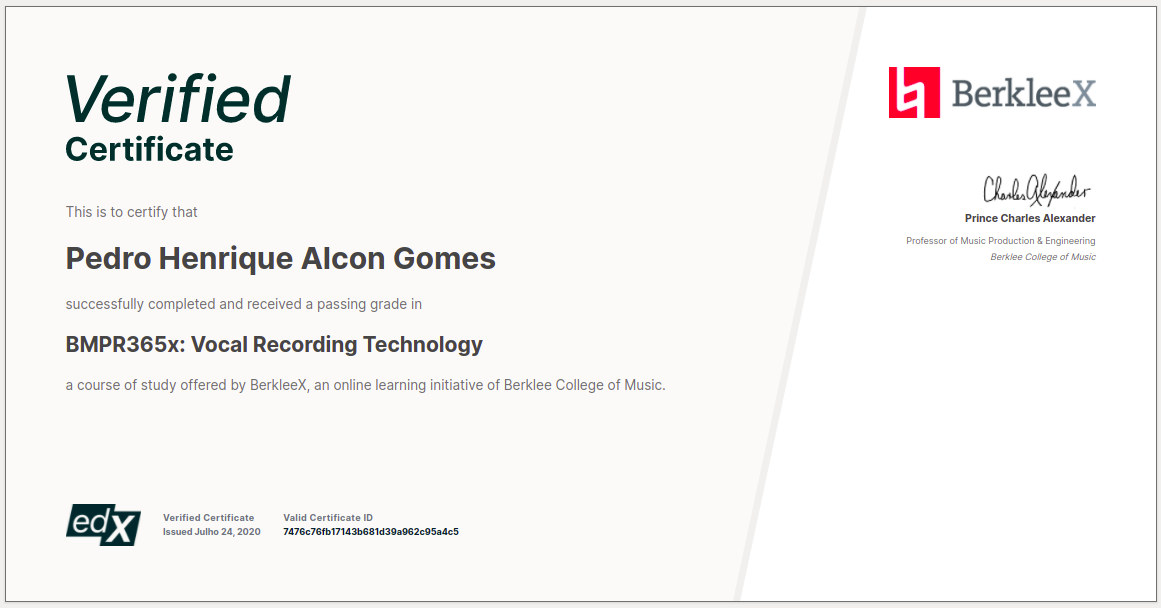 Verified
Certificate
This is to certify that
Pedro Henrique Alcon Gomes
successfully completed and received a passing grade in
BMPR365x: Vocal Recording Technology
a course of study offered by BerkleeX, an online learning initiative of Berklee College of Music.
edX
Verified Certificate
Issued Julho 24, 2020
Valid Certificate ID
7476c76fb17143b681d39a962c95a4c5
BerkleeX
Charles Alexander
Prince Charles Alexander
Professor of Music Production & Engineering
Berklee College of Music